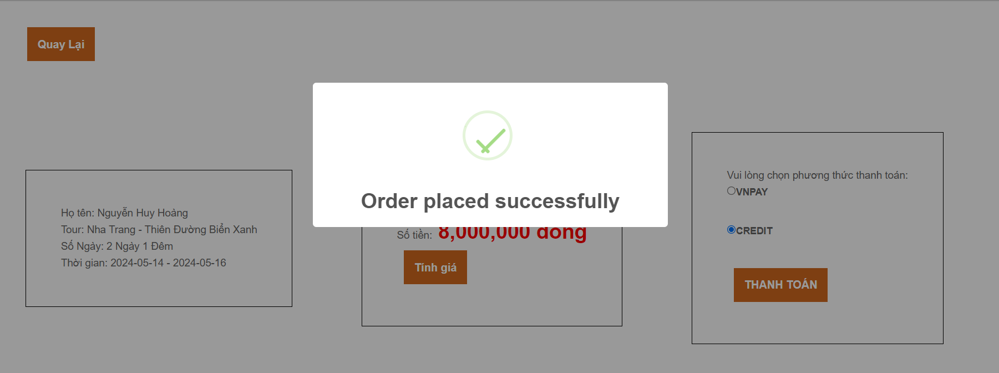 Quay Lại
Order placed successfully
Họ tên: Nguyễn Huy Hoàng
Tour: Nha Trang - Thiên Đường Biển Xanh
Số Ngày: 2 Ngày 1 Đêm
Thời gian: 2024-05-14 - 2024-05-16
Số tiền: 8,000,000 đồng
Tính giá
Vui lòng chọn phương thức thanh toán:
VNPAY
CREDIT
THANH TOÁN